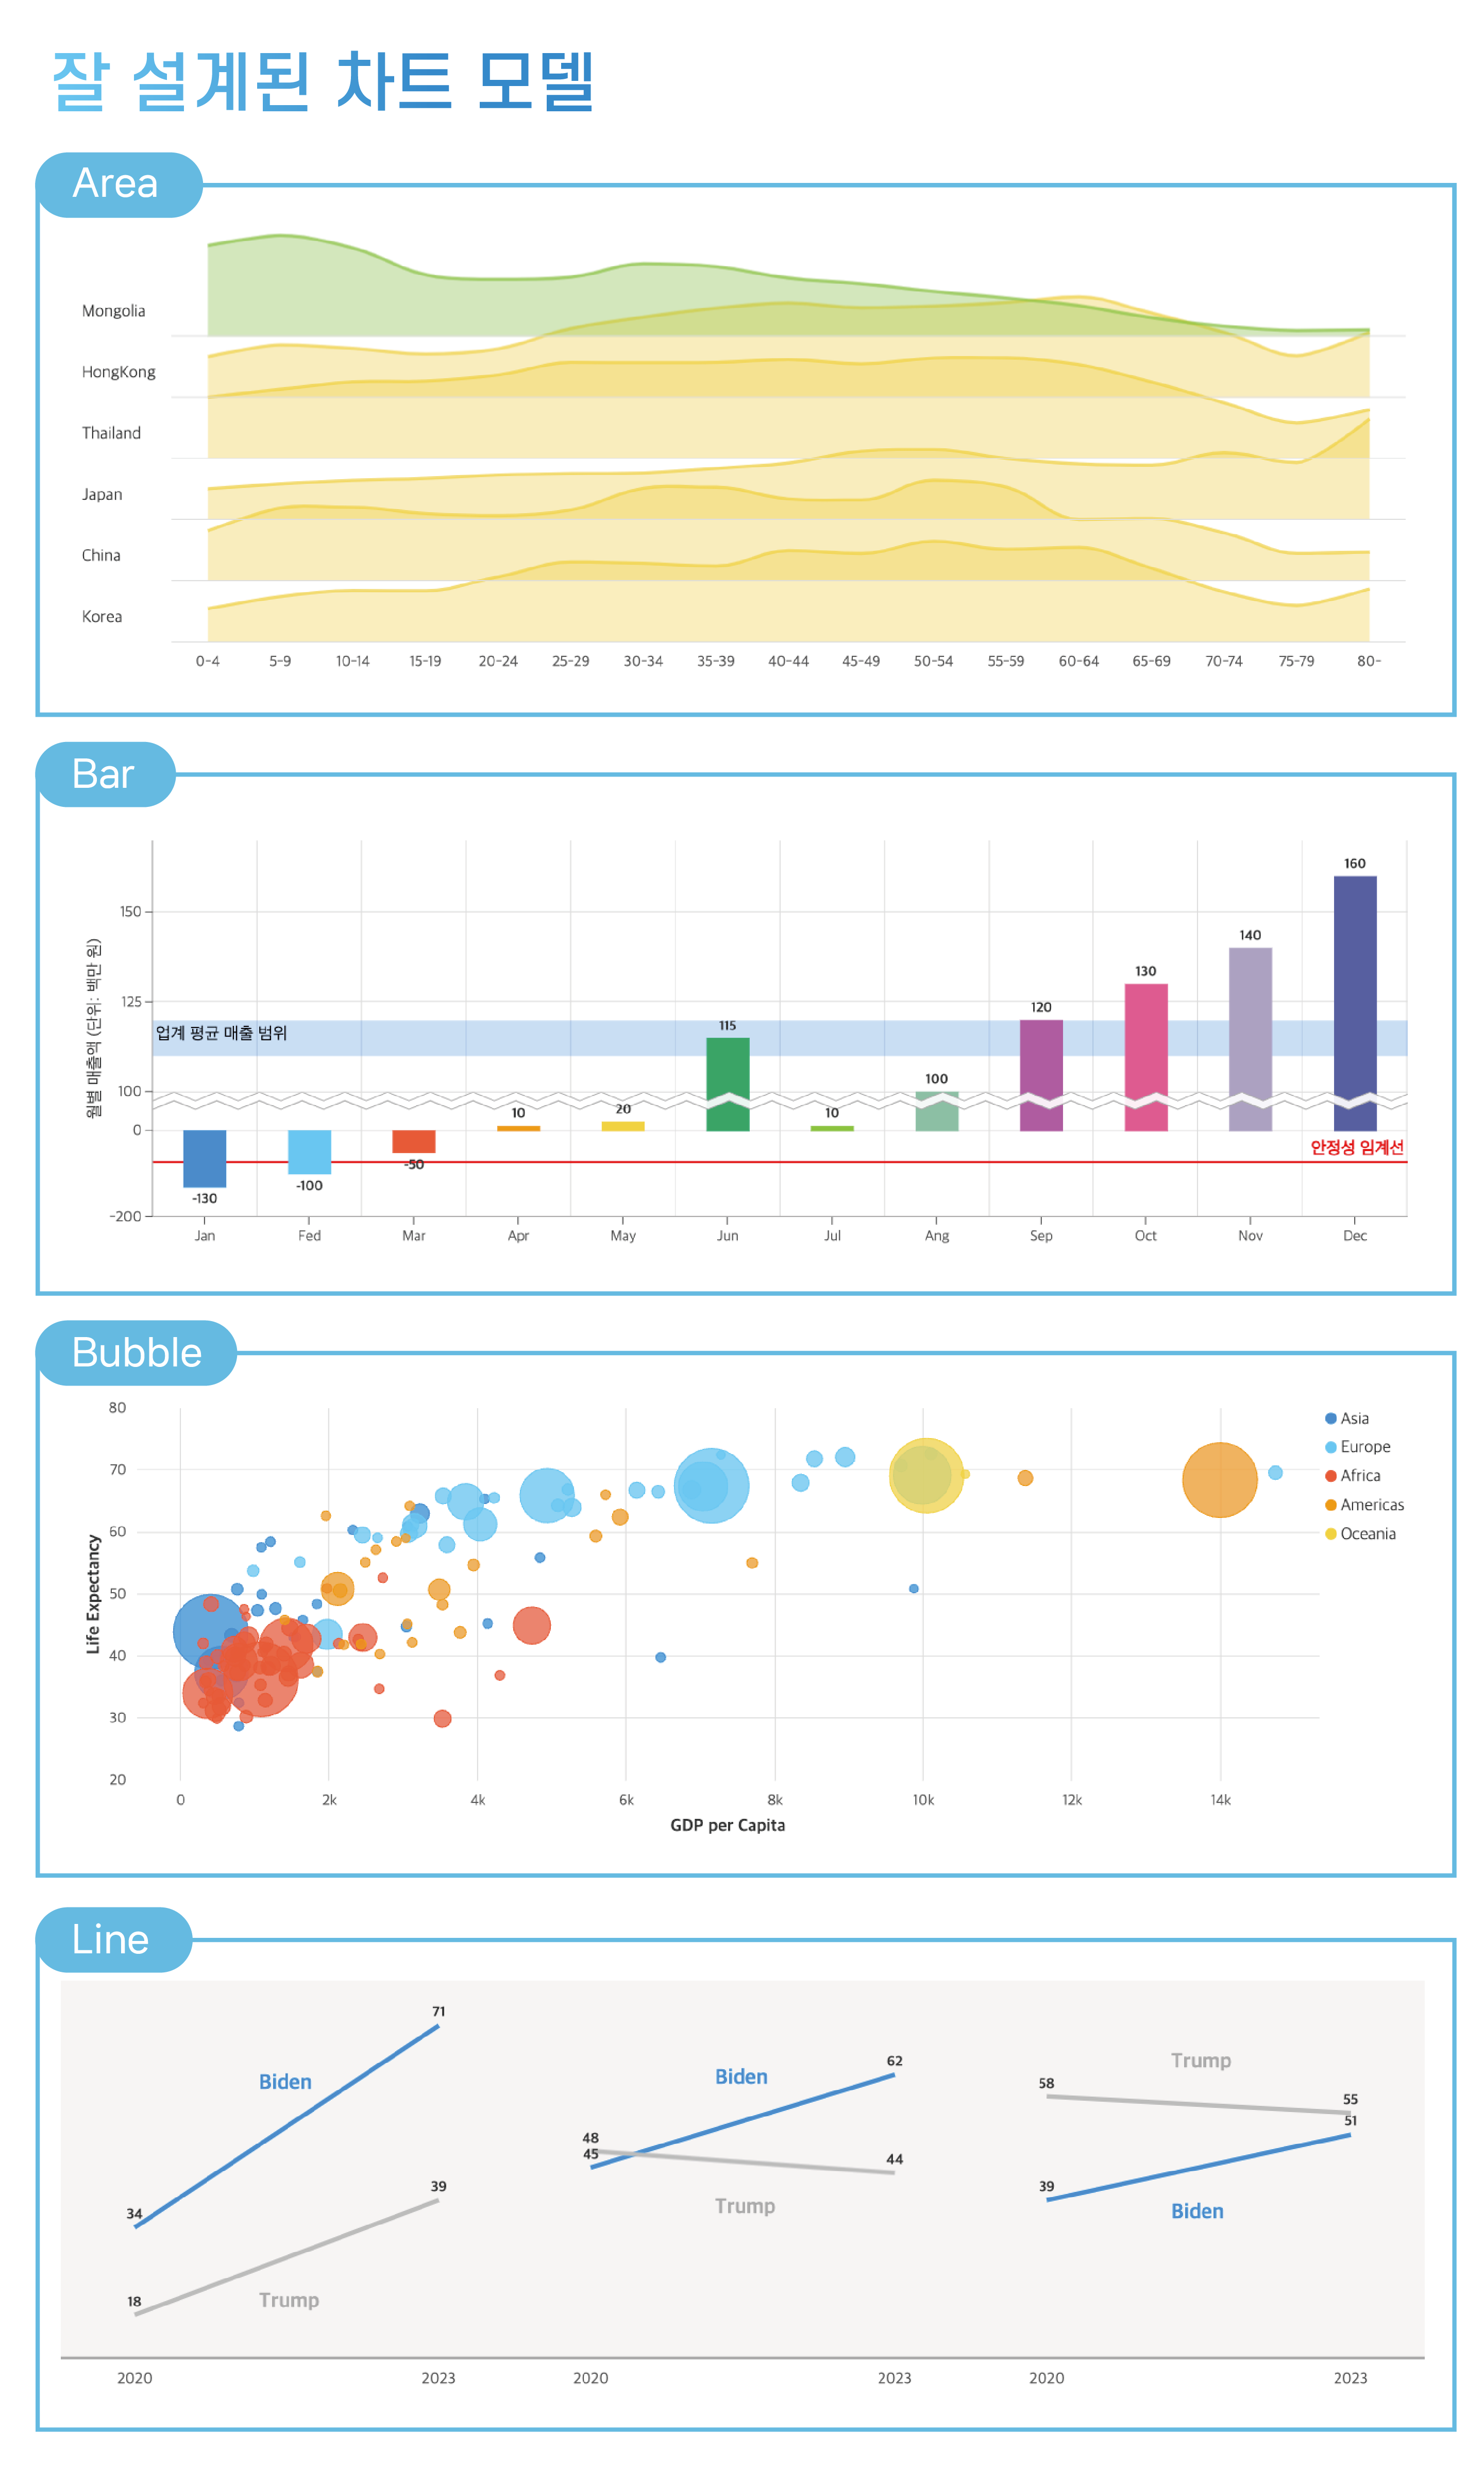 잘 설계된 차트 모델
Area
Mongolia
HongKong
Thailand
Japan
China
Korea
0-4 5-9 10-14 15-19 20-24 25-29 30-34 35-39 40-44 45-49 50-54 55-59 60-64 65-69 70-74 75-79 80-
Bar
월별 매출액 (단위: 백만 원)
160
150
140
130
125
120
업계 평균 매출 범위
115
100
100
10 20 10
0
안정성 임계선
-50
-100
-130
-200
Jan Fed Mar Apr May Jun Jul Ang Sep Oct Nov Dec
Bubble
80
70
60
50
40
30
20
Life Expectancy
Asia
Europe
Africa
Americas
Oceania
0 2k 4k 6k 8k 10k 12k 14k
GDP per Capita
Line
71
Biden
34
39
18
Trump
Biden
62
48
45
44
Trump
Trump
58
55
51
39
Biden
2020 2023 2020 2023 2020 2023